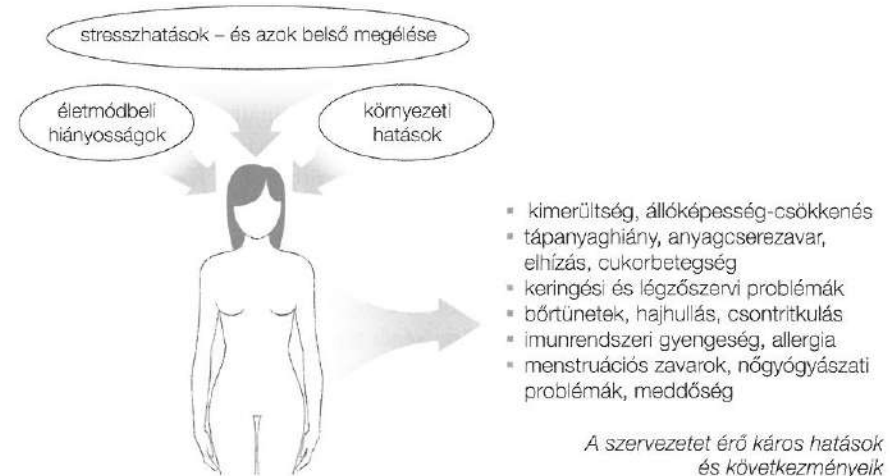 stresszhatások – és azok belső megélése
életmódbeli
hiányosságok
környezeti
hatások
▪ kimerültség, állóképesség-csökkenés
▪ tápanyaghiány, anyagcserezavar,
elhízás, cukorbetegség
▪ keringési és légzőszervi problémák
▪ bőrtünetek, hajhullás, csontritkulás
▪ imunrendszeri gyengeség, allergia
▪ menstruációs zavarok, nőgyógyászati
problémák, meddőség
A szervezetet érő káros hatások
és következményeik